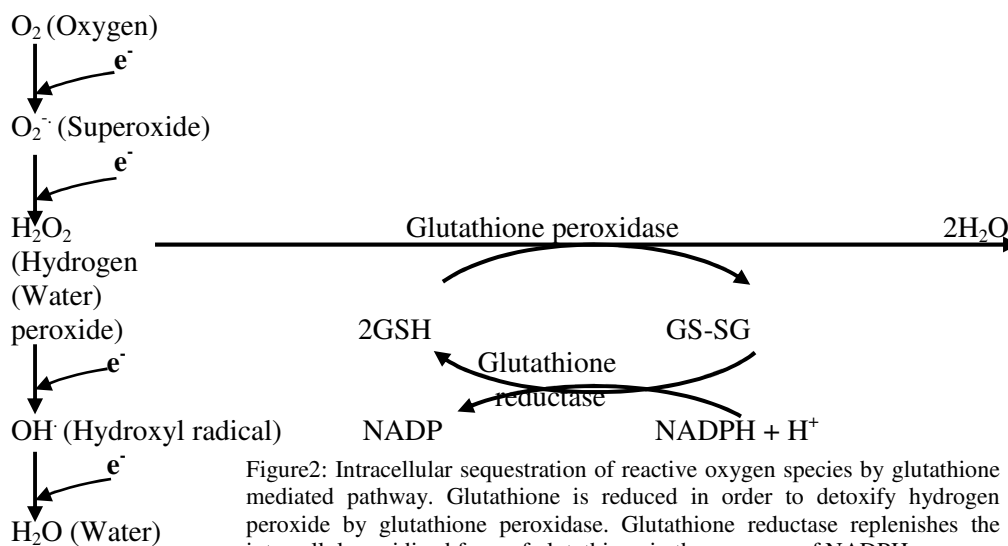 O₂ (Oxygen)
e⁻
O₂⁻· (Superoxide)
e⁻
H₂O₂ Glutathione peroxidase 2H₂O
(Hydrogen
(Water)
peroxide) 2GSH GS-SG
e⁻ Glutathione
reductase
OH· (Hydroxyl radical) NADP NADPH + H⁺
e⁻
H₂O (Water)
Figure2: Intracellular sequestration of reactive oxygen species by glutathione
mediated pathway. Glutathione is reduced in order to detoxify hydrogen
peroxide by glutathione peroxidase. Glutathione reductase replenishes the